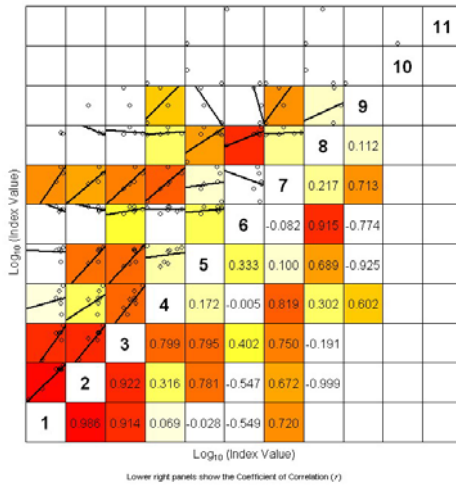 11
10
9
8 0.112
7 0.217 0.713
6 -0.082 0.915 -0.774
5 0.333 0.100 0.689 -0.925
4 0.172 -0.005 0.819 0.302 0.602
3 0.799 0.795 0.402 0.750 -0.191
2 0.922 0.316 0.781 -0.547 0.672 -0.999
1 0.986 0.914 0.069 -0.028 -0.549 0.720
Log10 (Index Value)
Log10 (Index Value)
Lower right panels show the Coefficient of Correlation (r)